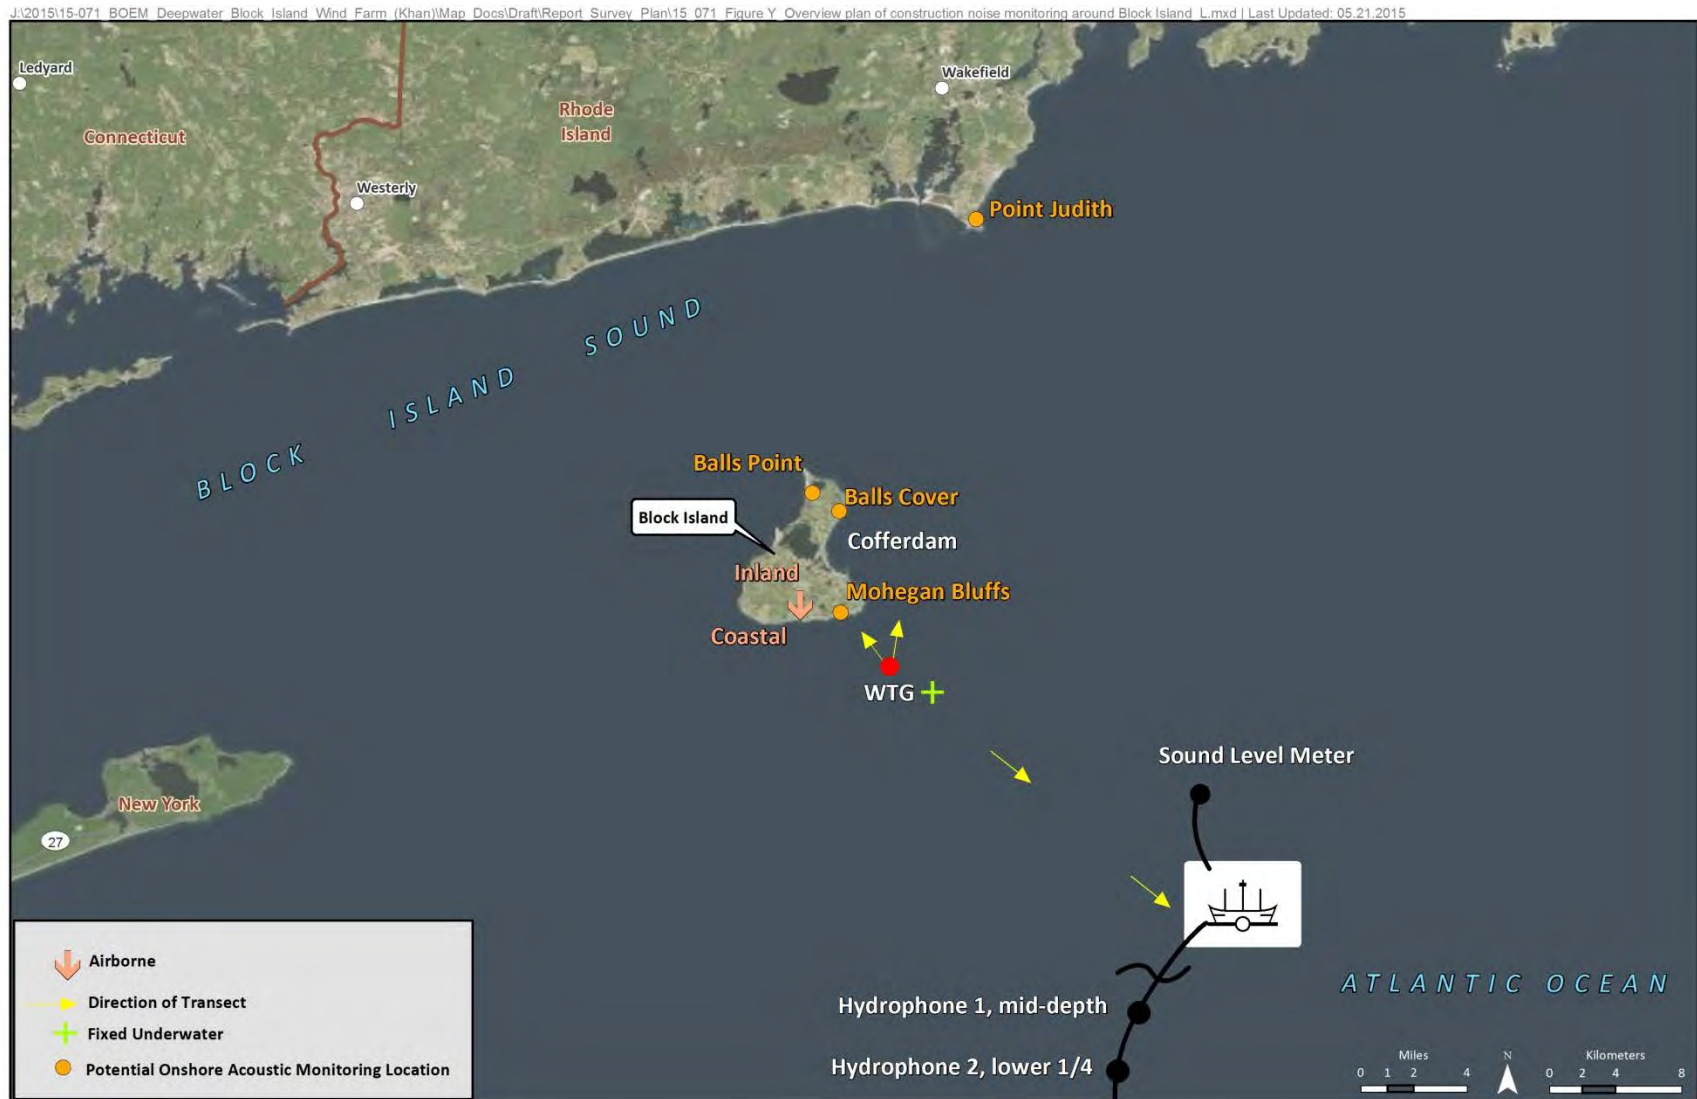 J:\2015\15-071_BOEM_Deepwater_Block_Island_Wind_Farm_(Khan)\Map_Docs\Draft\Report_Survey_Plan\15_071_Figure Y_Overview plan of construction noise monitoring around Block Island_L.mxd | Last Updated: 05.21.2015
Ledyard
Wakefield
Connecticut
Rhode
Island
Westerly
Point Judith
BLOCK ISLAND SOUND
Balls Point
Balls Cover
Block Island
Cofferdam
Inland
Mohegan Bluffs
Coastal
WTG
Sound Level Meter
New York
27
Airborne
Direction of Transect
Fixed Underwater
Potential Onshore Acoustic Monitoring Location
ATLANTIC OCEAN
Hydrophone 1, mid-depth
Hydrophone 2, lower 1/4
Miles
0 1 2 4
N
Kilometers
0 2 4 8